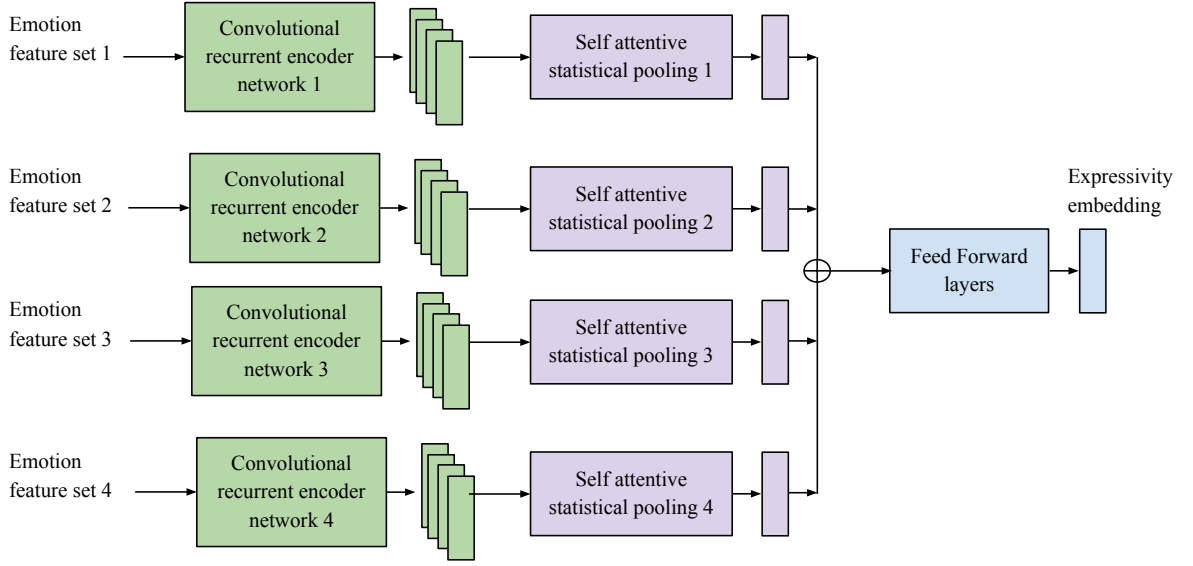 Emotion
feature set 1
Convolutional
recurrent encoder
network 1
Self attentive
statistical pooling 1
Emotion
feature set 2
Convolutional
recurrent encoder
network 2
Self attentive
statistical pooling 2
Expressivity
embedding
Feed Forward
layers
Emotion
feature set 3
Convolutional
recurrent encoder
network 3
Self attentive
statistical pooling 3
Emotion
feature set 4
Convolutional
recurrent encoder
network 4
Self attentive
statistical pooling 4